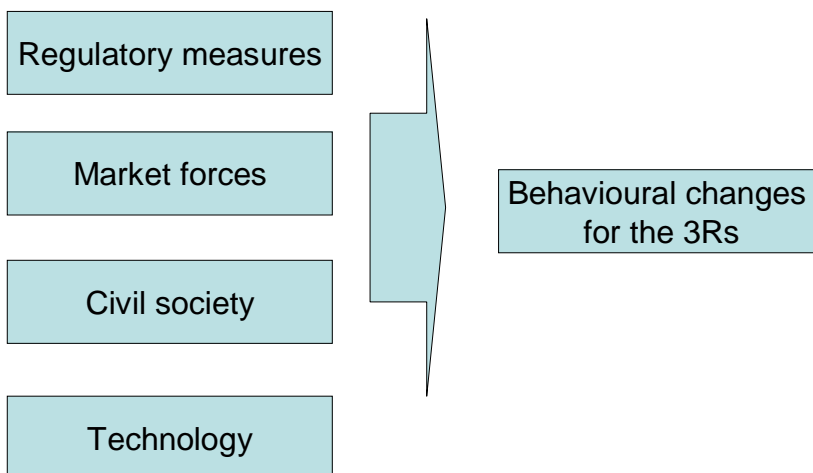 Regulatory measures
Market forces
Behavioural changes
for the 3Rs
Civil society
Technology